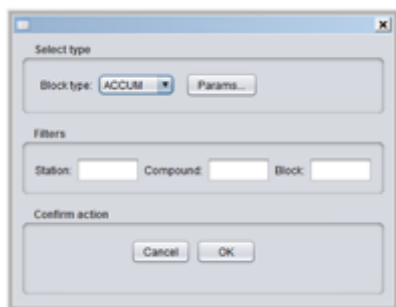 Select type
Block type: ACCUM Params...
Filters
Station: Compound: Block:
Confirm action
Cancel OK